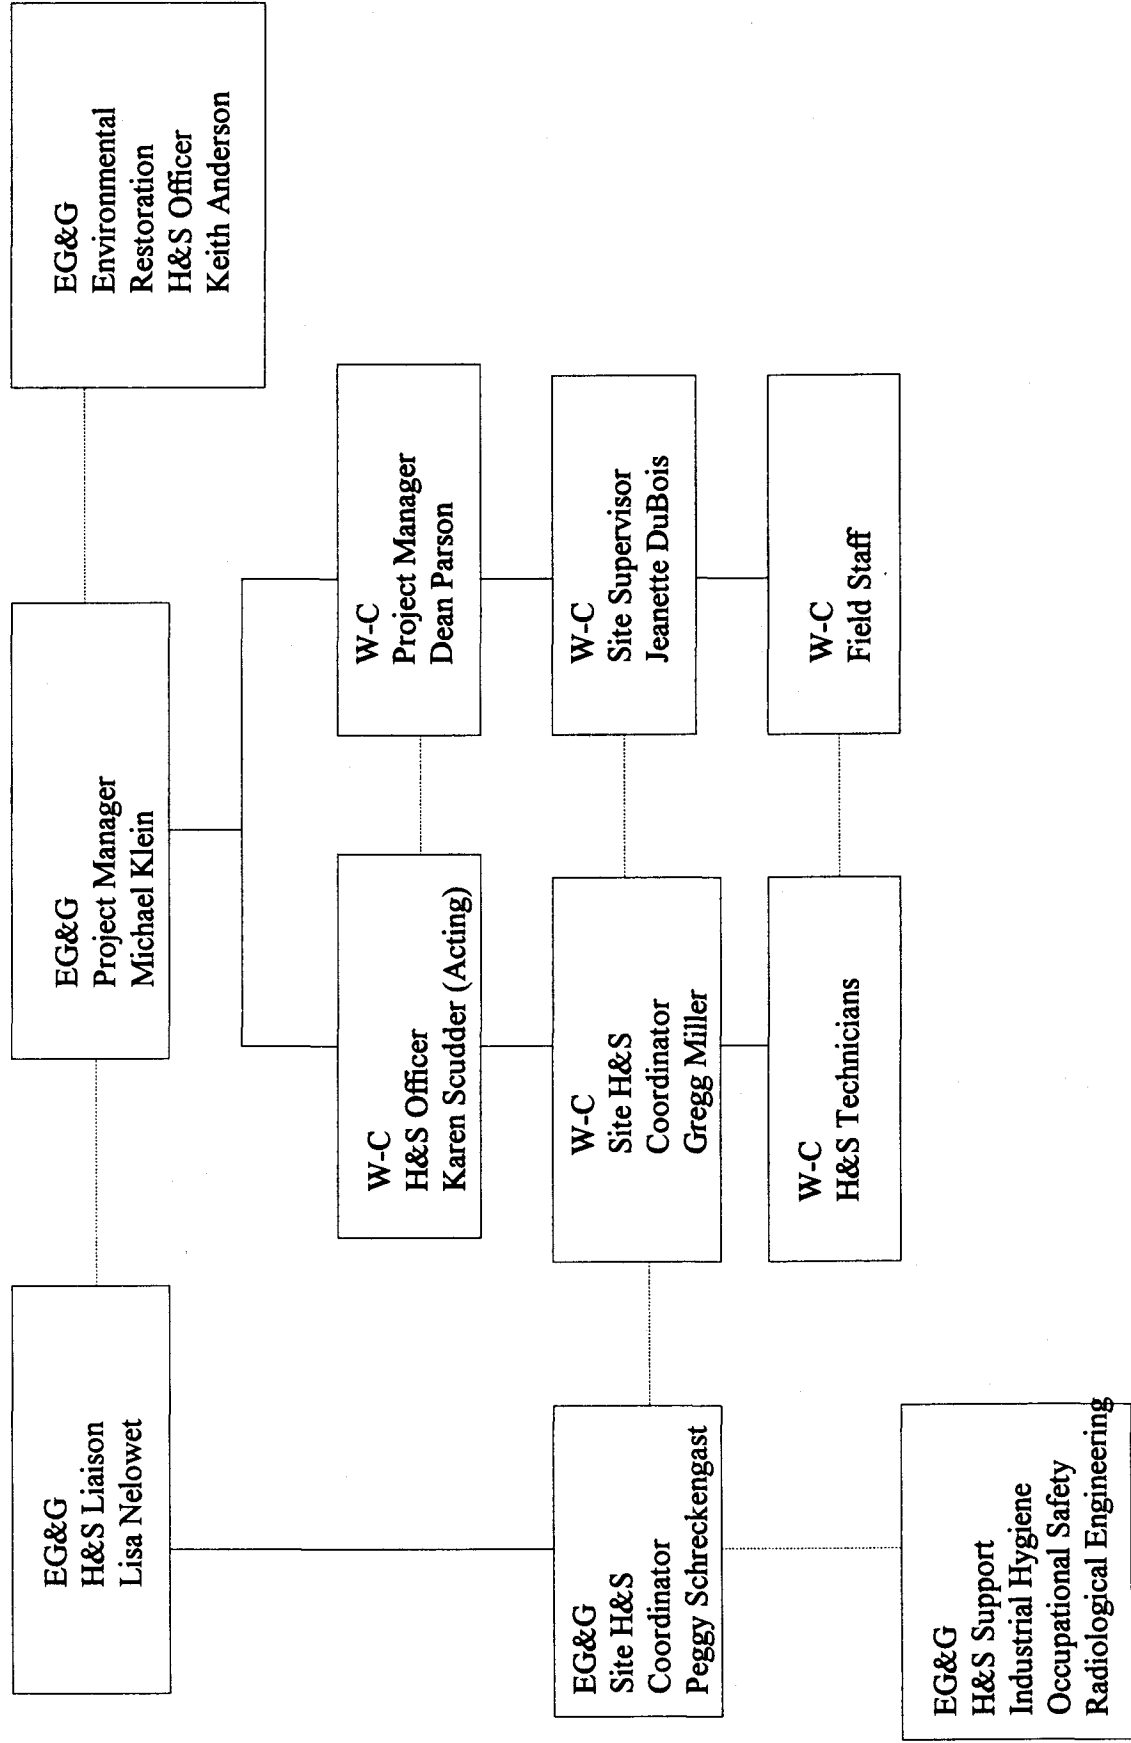 EG&G
H&S Liaison
Lisa Nelowet
EG&G
Project Manager
Michael Klein
EG&G
Environmental
Restoration
H&S Officer
Keith Anderson
W-C
H&S Officer
Karen Scudder (Acting)
W-C
Project Manager
Dean Parson
EG&G
Site H&S
Coordinator
Peggy Schreckengast
W-C
Site H&S
Coordinator
Gregg Miller
W-C
Site Supervisor
Jeanette DuBois
W-C
H&S Technicians
W-C
Field Staff
EG&G
H&S Support
Industrial Hygiene
Occupational Safety
Radiological Engineering